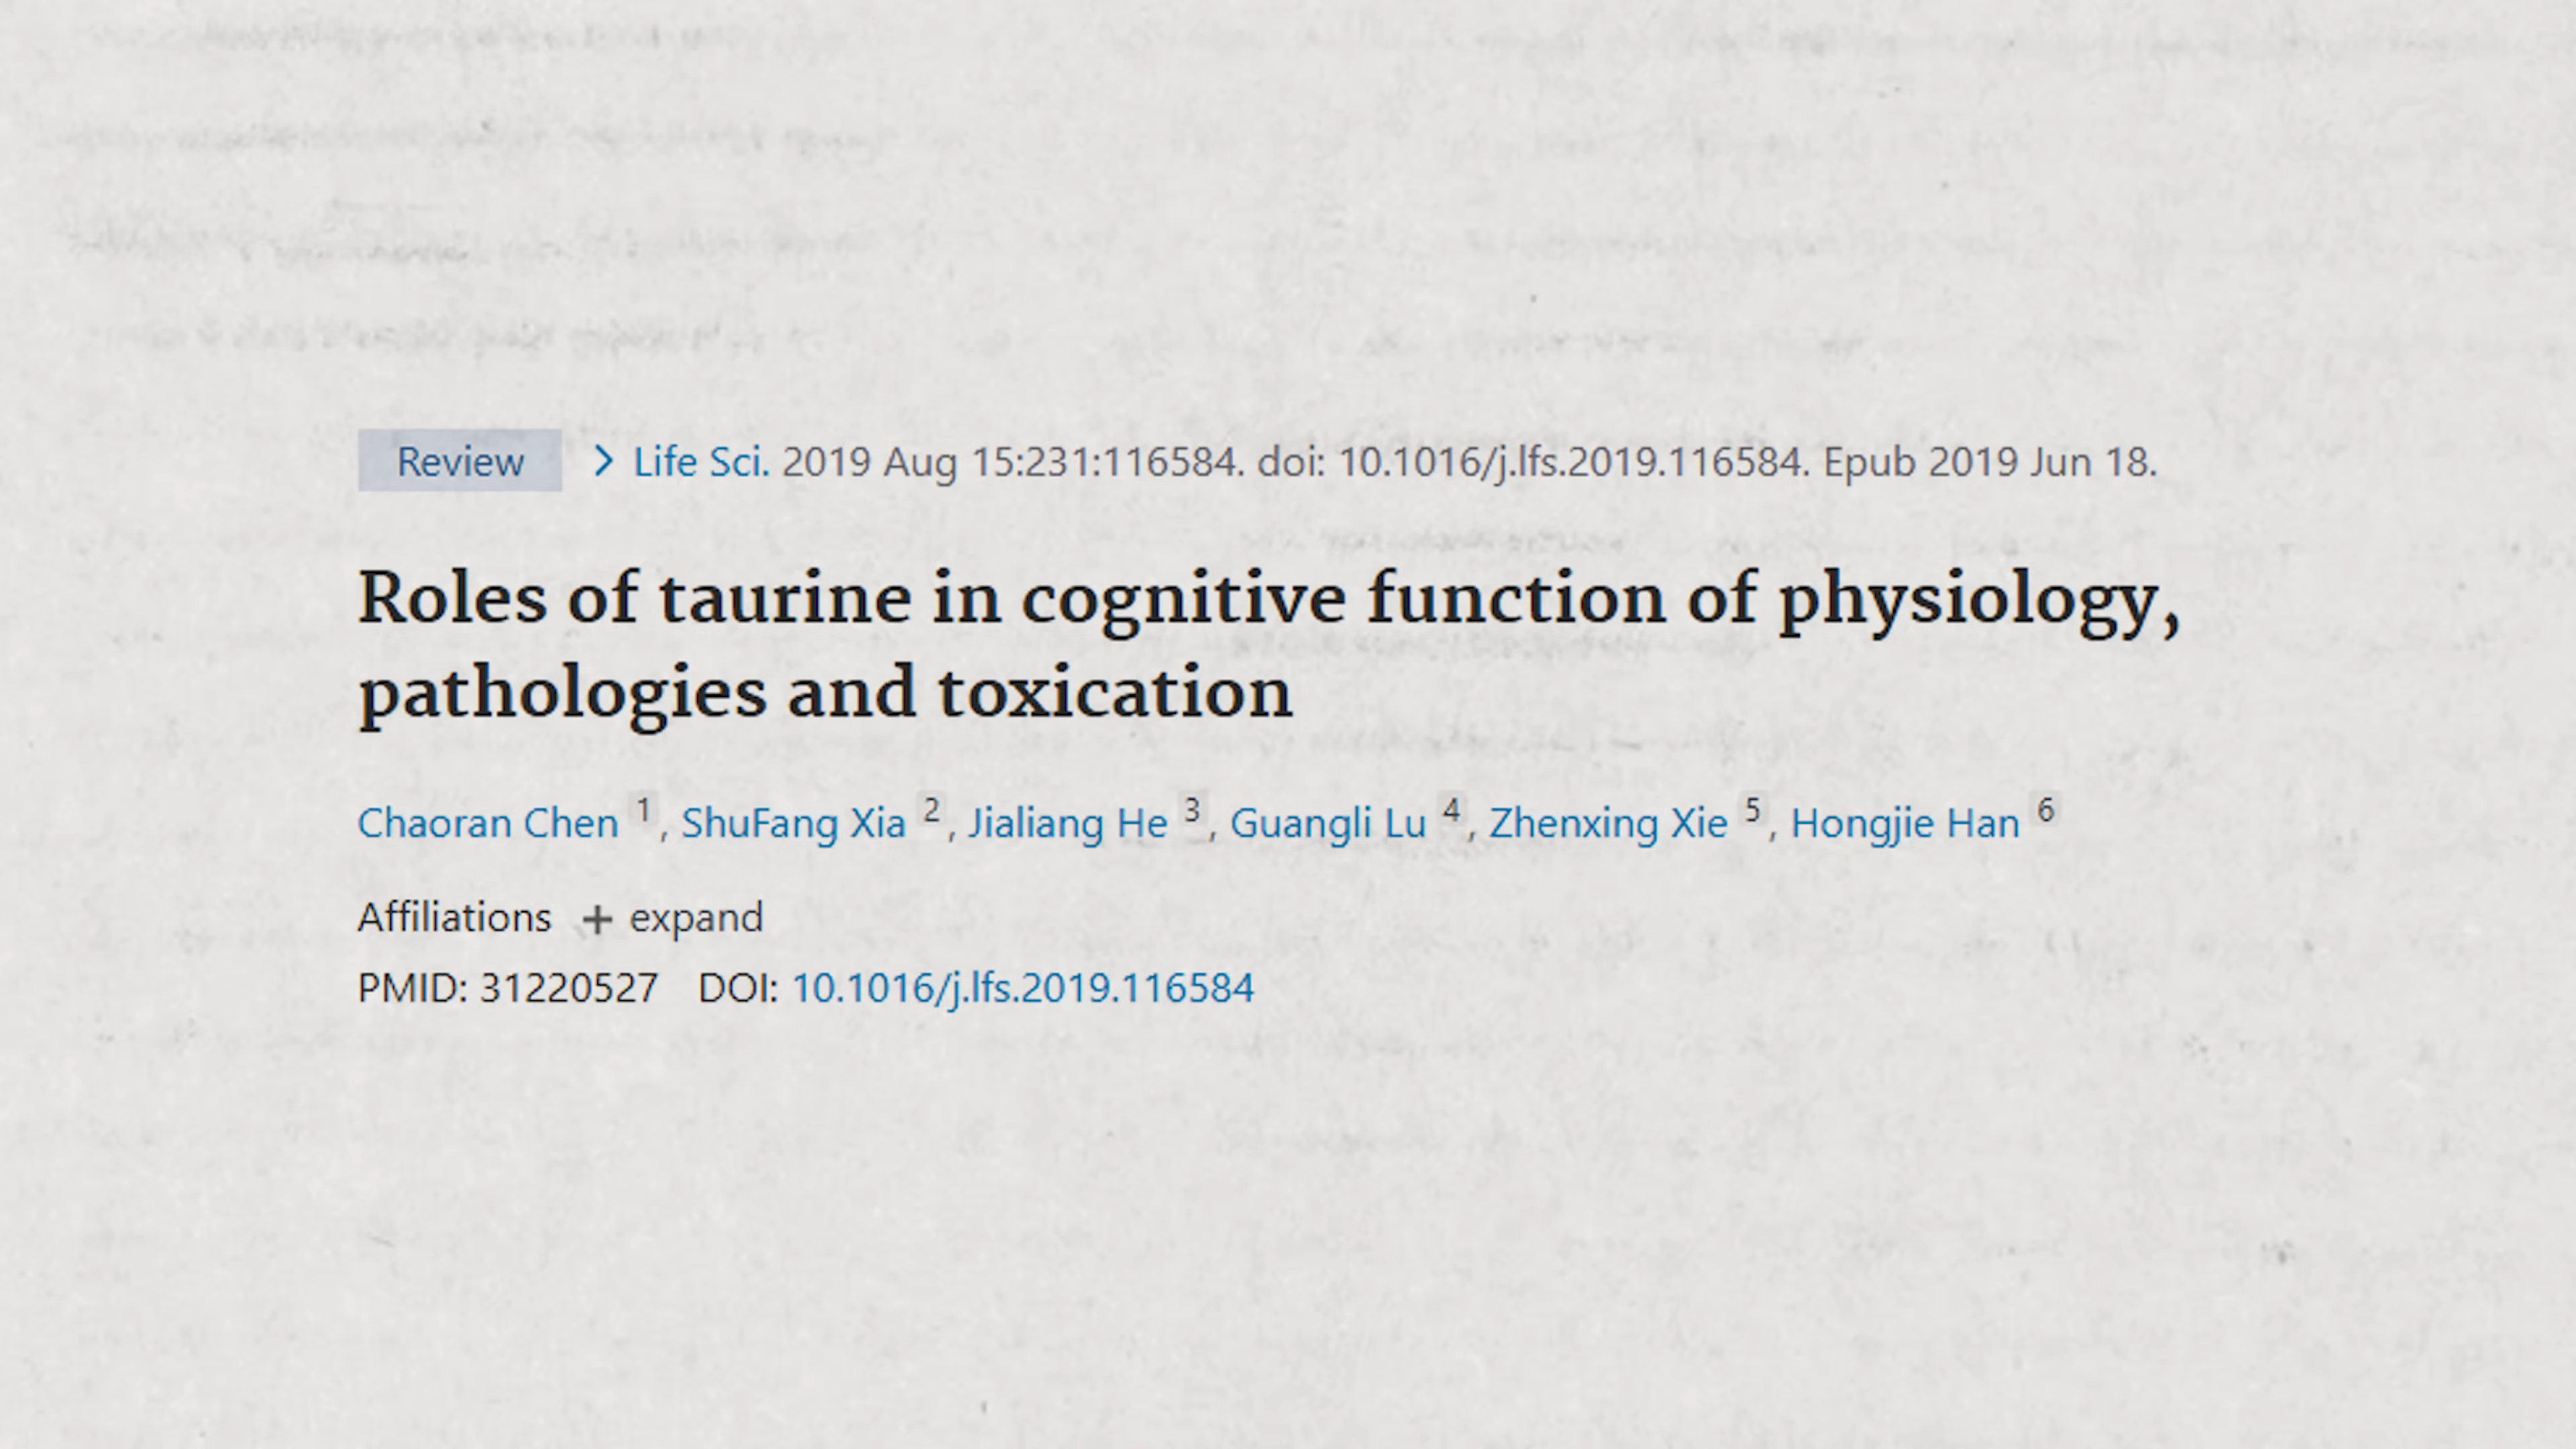 Review > Life Sci. 2019 Aug 15:231:116584. doi: 10.1016/j.lfs.2019.116584. Epub 2019 Jun 18.
Roles of taurine in cognitive function of physiology,
pathologies and toxication
Chaoran Chen 1, ShuFang Xia 2, Jialiang He 3, Guangli Lu 4, Zhenxing Xie 5, Hongjie Han 6
Affiliations + expand
PMID: 31220527 DOI: 10.1016/j.lfs.2019.116584